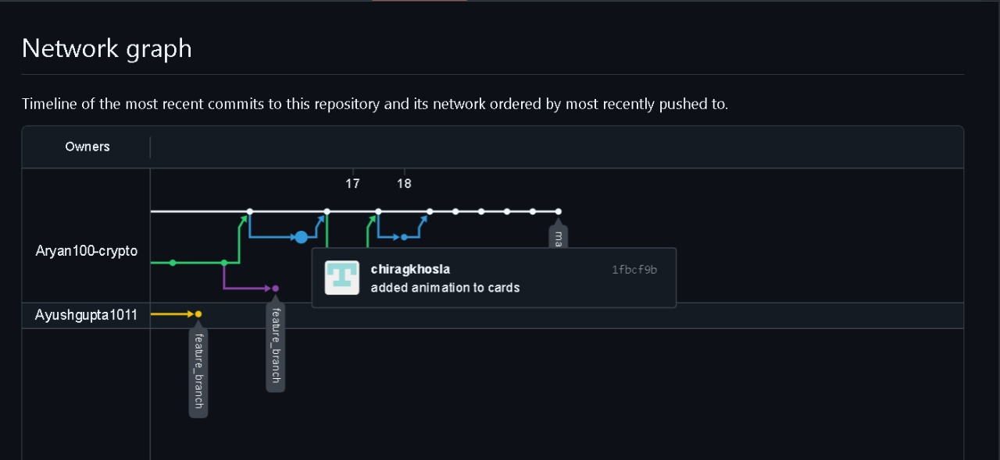 Network graph
Timeline of the most recent commits to this repository and its network ordered by most recently pushed to.
Owners
17 18
Aryan100-crypto
ma
chiragkhosla 1fbcf9b
added animation to cards
Ayushgupta1011
feature_branch
feature_branch